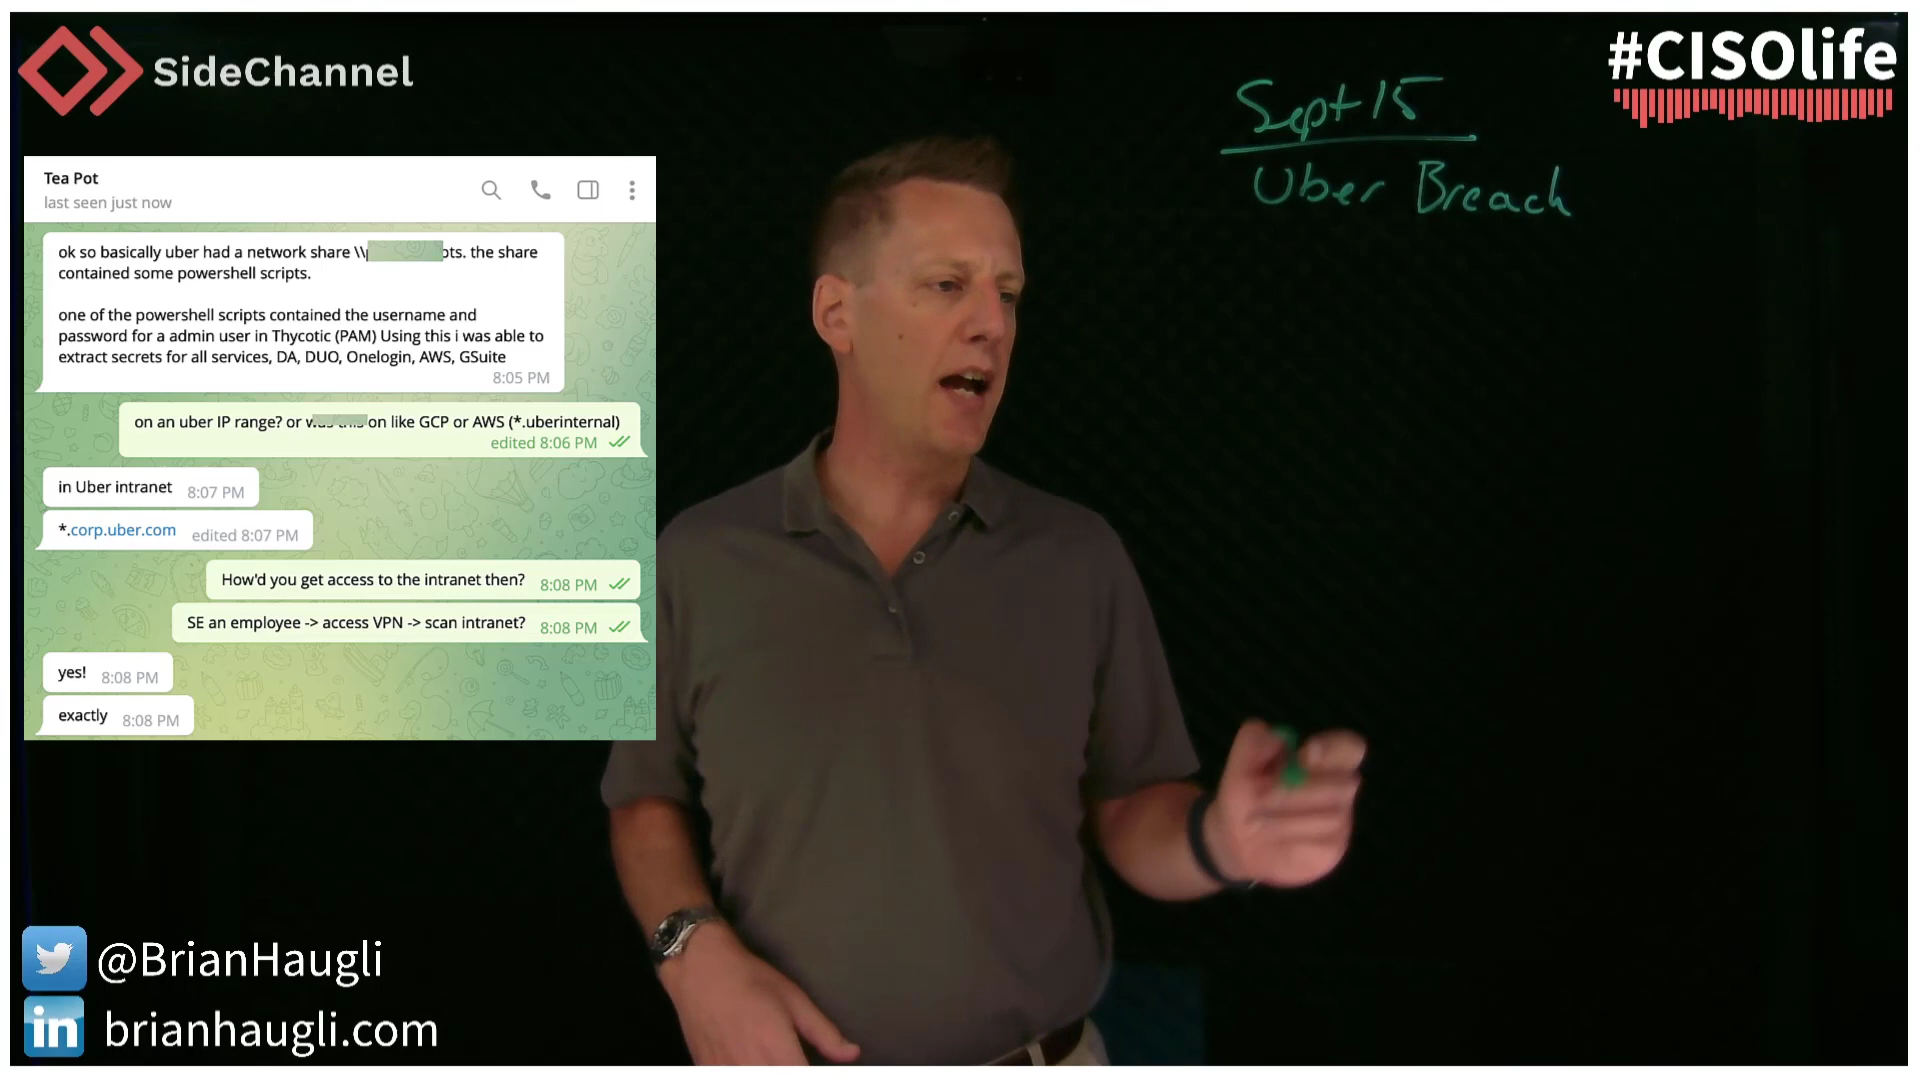 SideChannel
#CISOlife
Sept 15
Uber Breach
Tea Pot
last seen just now
ok so basically uber had a network share \\ pts. the share
contained some powershell scripts.
one of the powershell scripts contained the username and
password for a admin user in Thycotic (PAM) Using this i was able to
extract secrets for all services, DA, DUO, Onelogin, AWS, GSuite
8:05 PM
on an uber IP range? or was this on like GCP or AWS (*.uberinternal)
edited 8:06 PM
in Uber intranet 8:07 PM
*.corp.uber.com edited 8:07 PM
How'd you get access to the intranet then? 8:08 PM
SE an employee -> access VPN -> scan intranet? 8:08 PM
yes! 8:08 PM
exactly 8:08 PM
@BrianHaugli
in brianhaugli.com